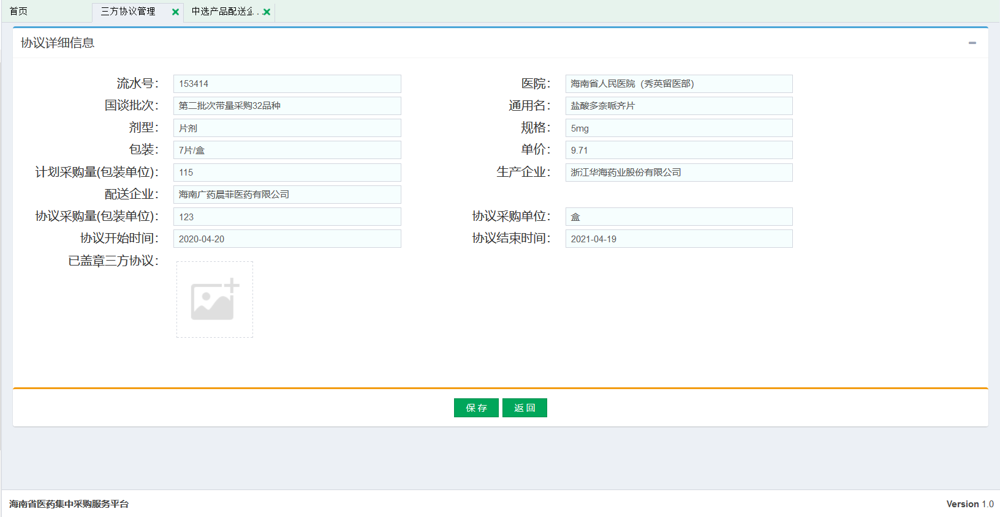 首页 三方协议管理 中选产品配送企...
协议详细信息
流水号： 153414 医院： 海南省人民医院（秀英留医部）
国谈批次： 第二批次带量采购32品种 通用名： 盐酸多奈哌齐片
剂型： 片剂 规格： 5mg
包装： 7片/盒 单价： 9.71
计划采购量(包装单位)： 115 生产企业： 浙江华海药业股份有限公司
配送企业： 海南广药晨菲医药有限公司
协议采购量(包装单位)： 123 协议采购单位： 盒
协议开始时间： 2020-04-20 协议结束时间： 2021-04-19
已盖章三方协议：
保存 返回
海南省医药集中采购服务平台 Version 1.0